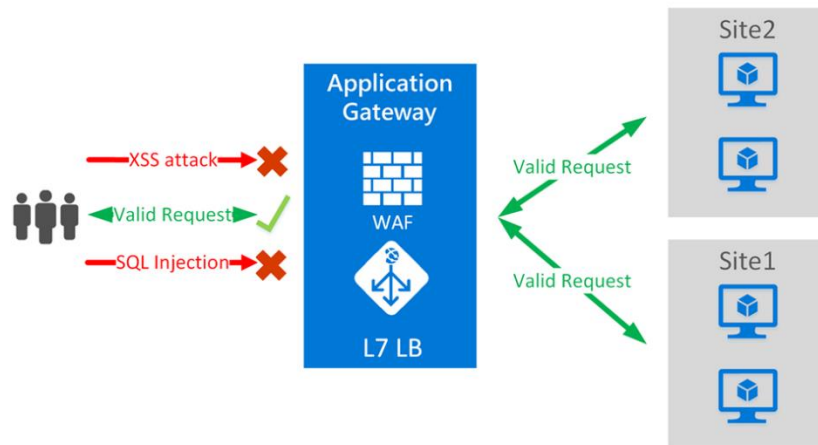 XSS attack
Valid Request
SQL Injection
Application
Gateway
WAF
L7 LB
Valid Request
Valid Request
Site2
Site1